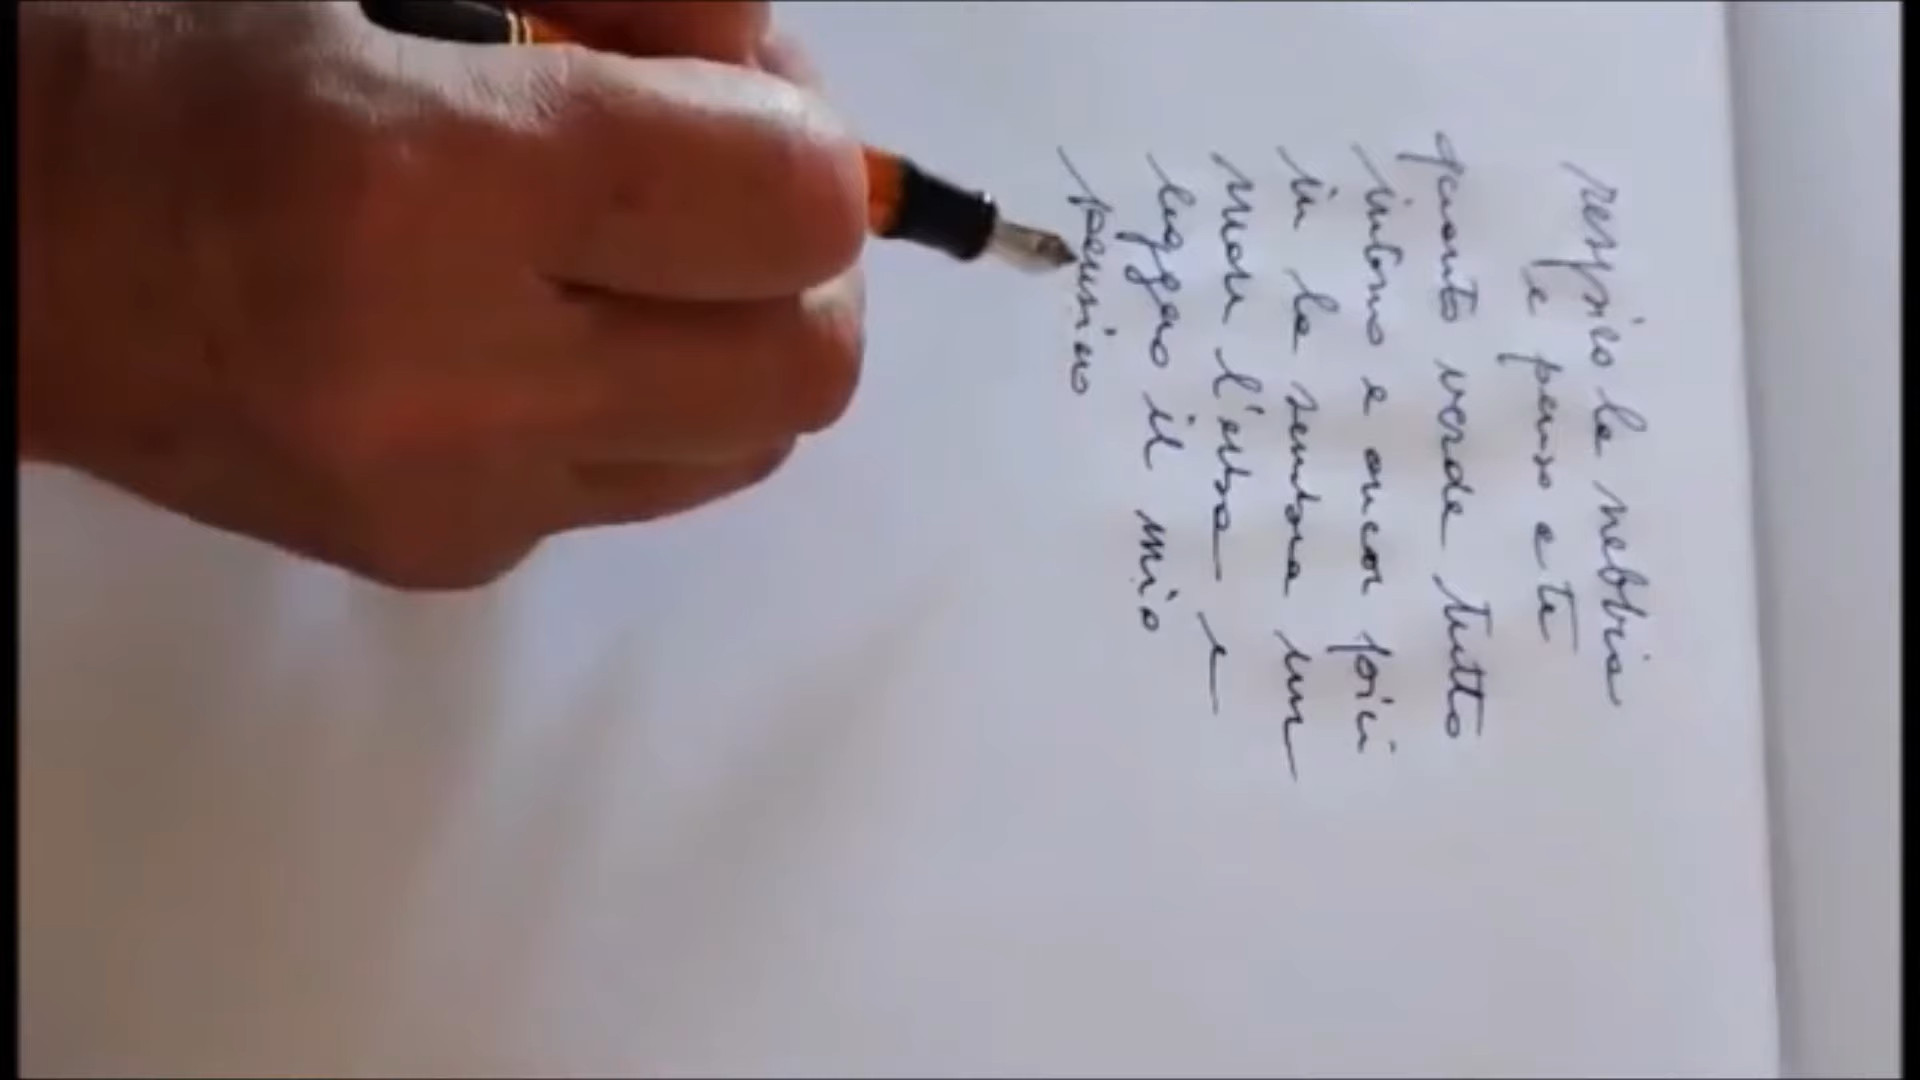 respiro la nebbia
e penso a te
quanto verde tutto
intorno e ancor più
in la sembra un
mare l'erba e
leggero il mio
pensiero